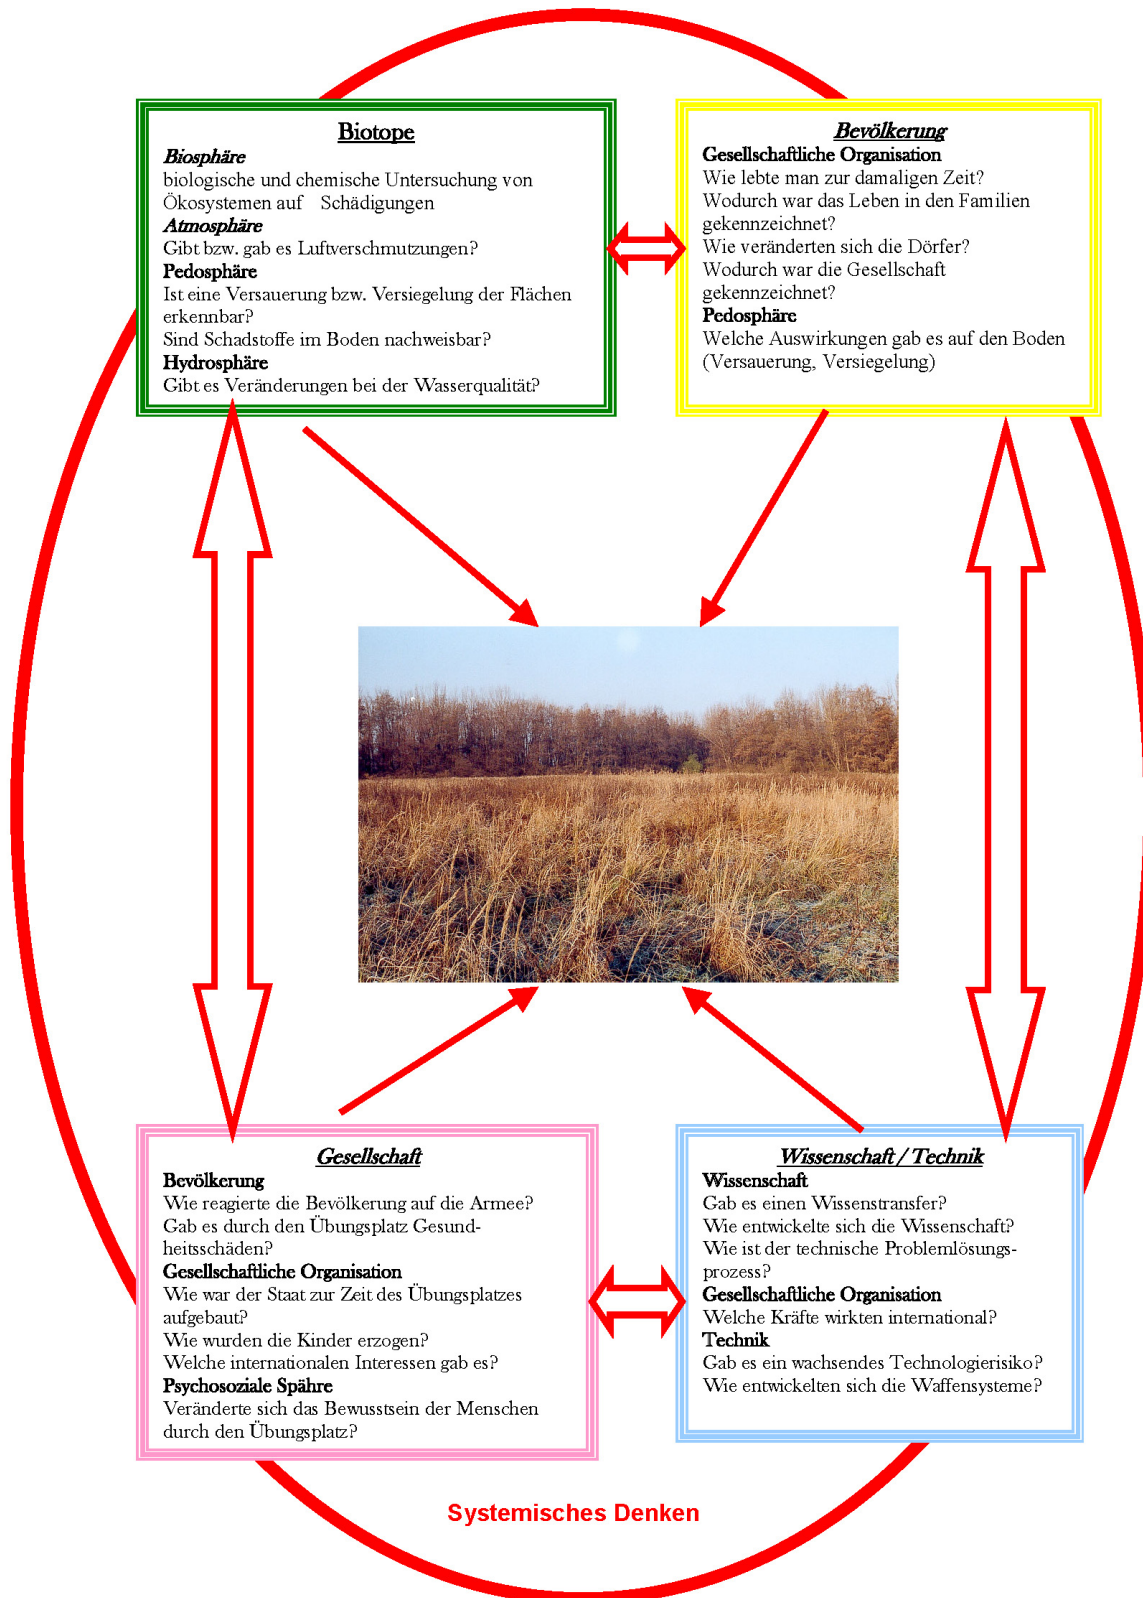 Biotope
Biosphäre
biologische und chemische Untersuchung von
Ökosystemen auf Schädigungen
Atmosphäre
Gibt bzw. gab es Luftverschmutzungen?
Pedosphäre
Ist eine Versauerung bzw. Versiegelung der Flächen
erkennbar?
Sind Schadstoffe im Boden nachweisbar?
Hydrosphäre
Gibt es Veränderungen bei der Wasserqualität?
Bevölkerung
Gesellschaftliche Organisation
Wie lebte man zur damaligen Zeit?
Wodurch war das Leben in den Familien
gekennzeichnet?
Wie veränderten sich die Dörfer?
Wodurch war die Gesellschaft
gekennzeichnet?
Pedosphäre
Welche Auswirkungen gab es auf den Boden
(Versauerung, Versiegelung)
Gesellschaft
Bevölkerung
Wie reagierte die Bevölkerung auf die Armee?
Gab es durch den Übungsplatz Gesund-
heitsschäden?
Gesellschaftliche Organisation
Wie war der Staat zur Zeit des Übungsplatzes
aufgebaut?
Wie wurden die Kinder erzogen?
Welche internationalen Interessen gab es?
Psychosoziale Spähre
Veränderte sich das Bewusstsein der Menschen
durch den Übungsplatz?
Wissenschaft / Technik
Wissenschaft
Gab es einen Wissenstransfer?
Wie entwickelte sich die Wissenschaft?
Wie ist der technische Problemlösungs-
prozess?
Gesellschaftliche Organisation
Welche Kräfte wirkten international?
Technik
Gab es ein wachsendes Technologierisiko?
Wie entwickelten sich die Waffensysteme?
Systemisches Denken